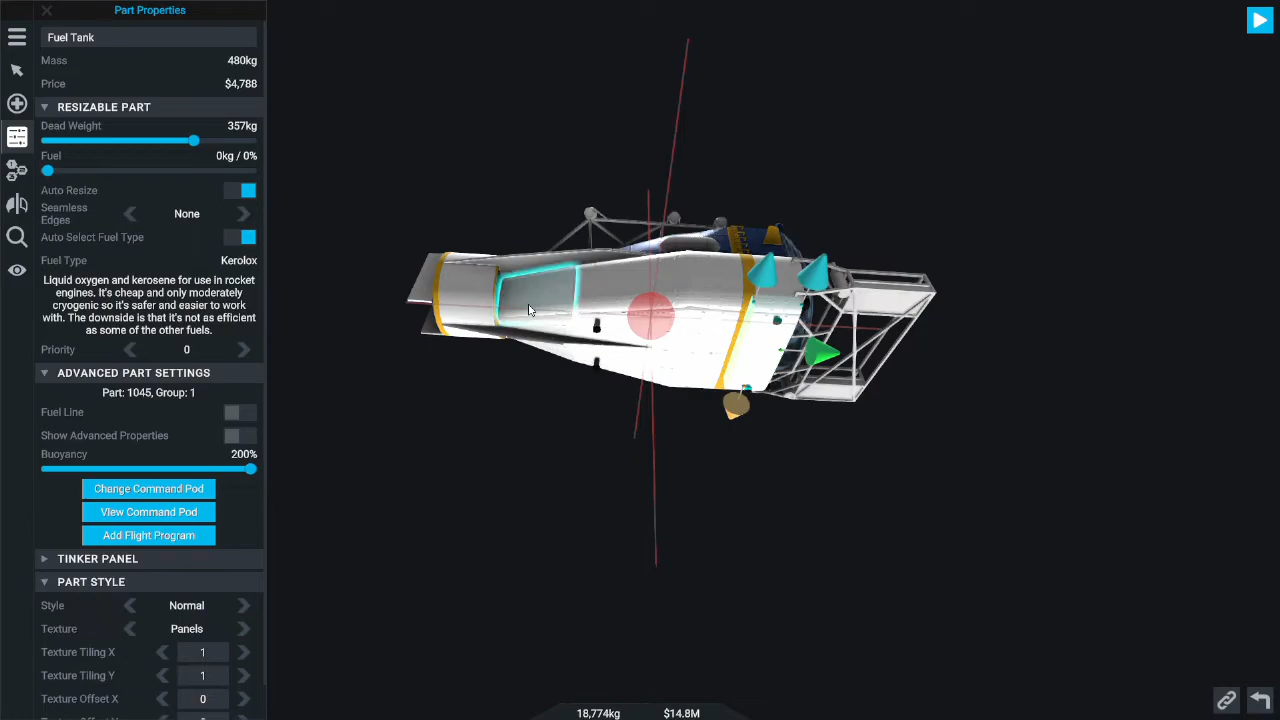 Part Properties
Fuel Tank
Mass 480kg
Price $4,788
RESIZABLE PART
Dead Weight 357kg
Fuel 0kg / 0%
Auto Resize
Seamless Edges None
Auto Select Fuel Type
Fuel Type Kerolox
Liquid oxygen and kerosene for use in rocket
engines. It's cheap and only moderately
cryogenic so it's safer and easier to work
with. The downside is that it's not as efficient
as some of the other fuels.
Priority 0
ADVANCED PART SETTINGS
Part: 1045, Group: 1
Fuel Line
Show Advanced Properties
Buoyancy 200%
Change Command Pod
View Command Pod
Add Flight Program
TINKER PANEL
PART STYLE
Style Normal
Texture Panels
Texture Tiling X 1
Texture Tiling Y 1
Texture Offset X 0
18,774kg $14.8M